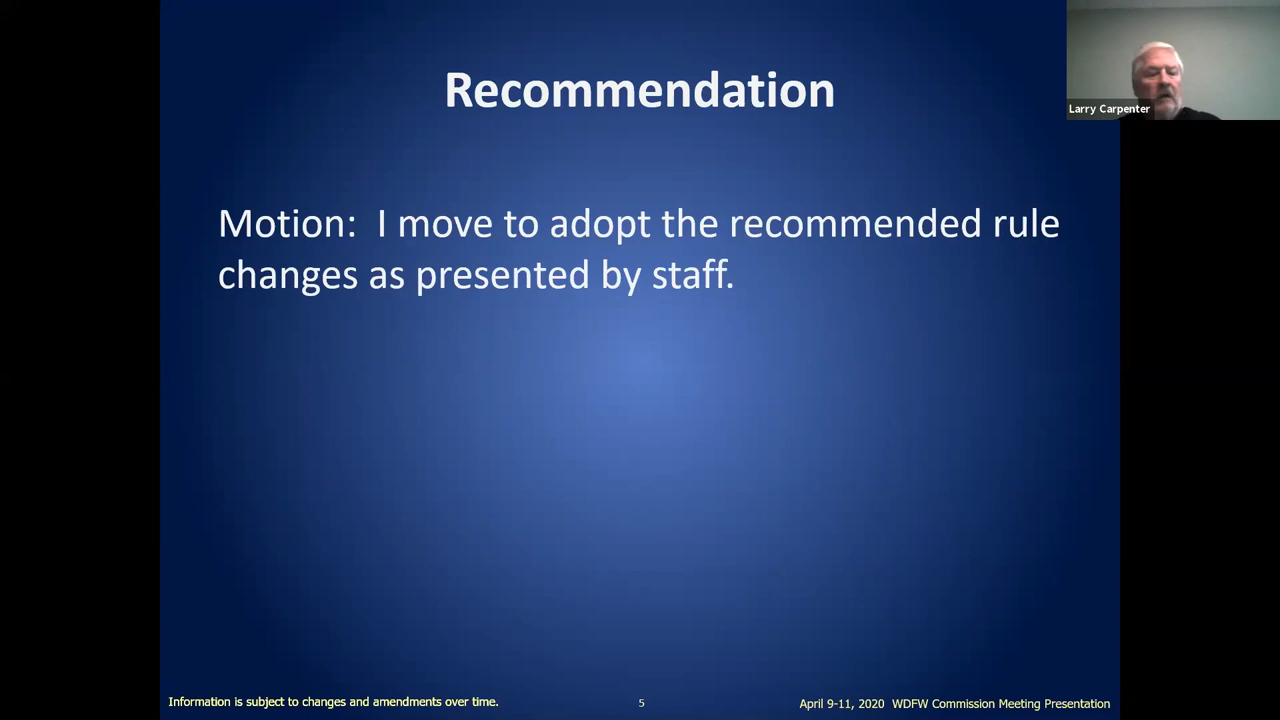 Recommendation
Larry Carpenter
Motion:  I move to adopt the recommended rule
changes as presented by staff.
Information is subject to changes and amendments over time.
5
April 9-11, 2020  WDFW Commission Meeting Presentation